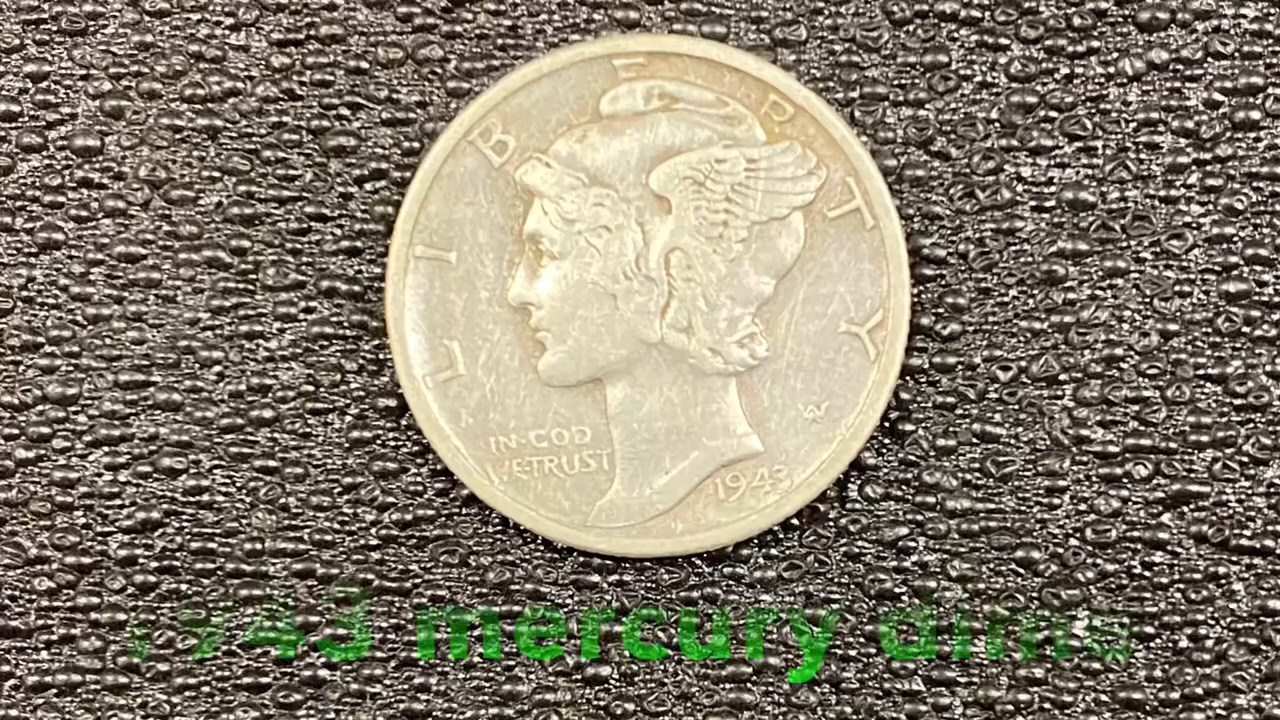 LIBERTY
IN·GOD
WE·TRUST
W
1943
1943 mercury dime